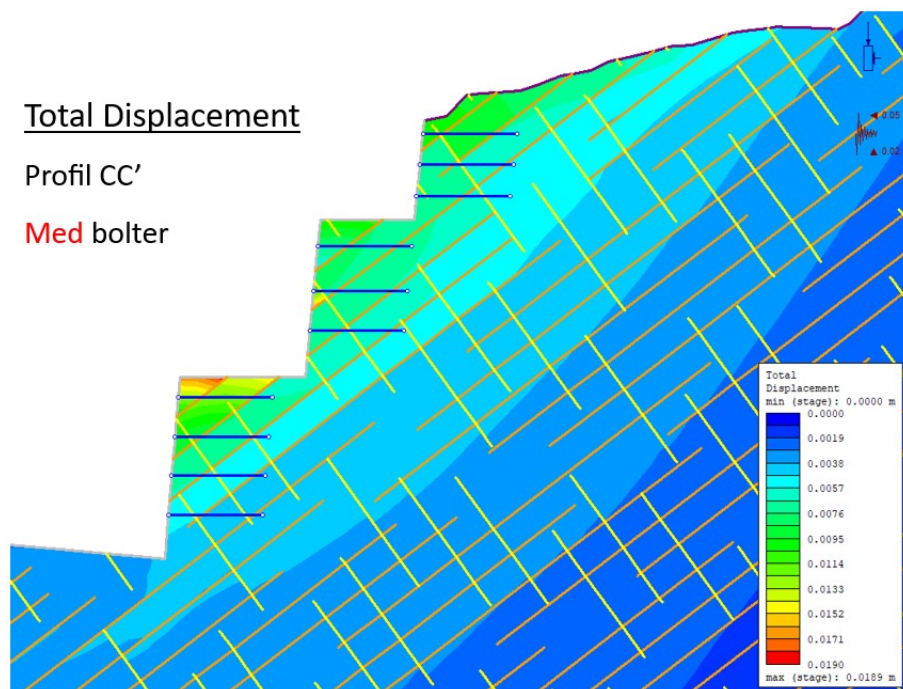 Total Displacement
Profil CC’
Med bolter
0.05
0.02
Total
Displacement
min (stage): 0.0000 m
0.0000
0.0019
0.0038
0.0057
0.0076
0.0095
0.0114
0.0133
0.0152
0.0171
0.0190
max (stage): 0.0189 m